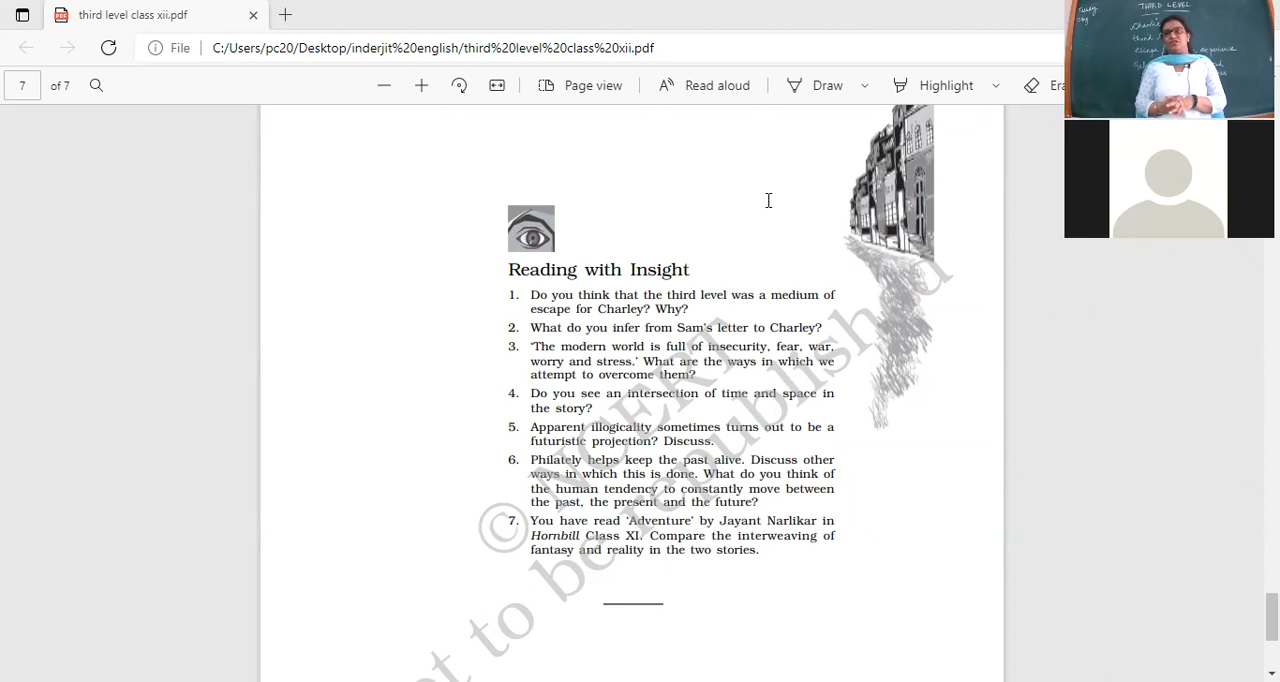 third level class xii.pdf
File
C:/Users/pc20/Desktop/inderjit%20english/third%20level%20class%20xii.pdf
7 of 7
Page view
Read aloud
Draw
Highlight
THIRD LEVEL
Reading with Insight
1. Do you think that the third level was a medium of
escape for Charley? Why?
2. What do you infer from Sam's letter to Charley?
3. 'The modern world is full of insecurity, fear, war,
worry and stress.' What are the ways in which we
attempt to overcome them?
4. Do you see an intersection of time and space in
the story?
5. Apparent illogicality sometimes turns out to be a
futuristic projection? Discuss.
6. Philately helps keep the past alive. Discuss other
ways in which this is done. What do you think of
the human tendency to constantly move between
the past, the present and the future?
7. You have read 'Adventure' by Jayant Narlikar in
Hornbill Class XI. Compare the interweaving of
fantasy and reality in the two stories.
© NCERT
not to be republished